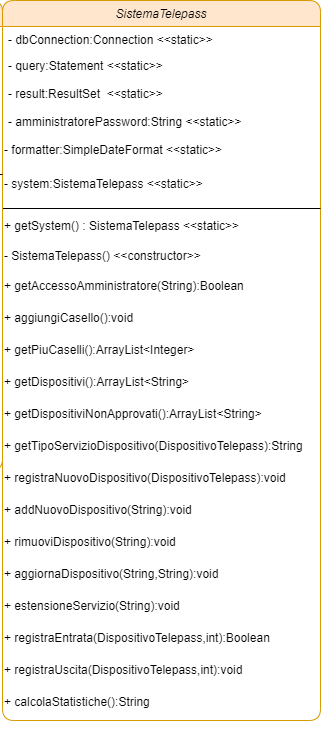 SistemaTelepass
- dbConnection:Connection <<static>>
- query:Statement <<static>>
- result:ResultSet <<static>>
- amministratorePassword:String <<static>>
- formatter:SimpleDateFormat <<static>>
- system:SistemaTelepass <<static>>
+ getSystem() : SistemaTelepass <<static>>
- SistemaTelepass() <<constructor>>
+ getAccessoAmministratore(String):Boolean
+ aggiungiCasello():void
+ getPiuCaselli():ArrayList<Integer>
+ getDispositivi():ArrayList<String>
+ getDispositiviNonApprovati():ArrayList<String>
+ getTipoServizioDispositivo(DispositivoTelepass):String
+ registraNuovoDispositivo(DispositivoTelepass):void
+ addNuovoDispositivo(String):void
+ rimuoviDispositivo(String):void
+ aggiornaDispositivo(String,String):void
+ estensioneServizio(String):void
+ registraEntrata(DispositivoTelepass,int):Boolean
+ registraUscita(DispositivoTelepass,int):void
+ calcolaStatistiche():String